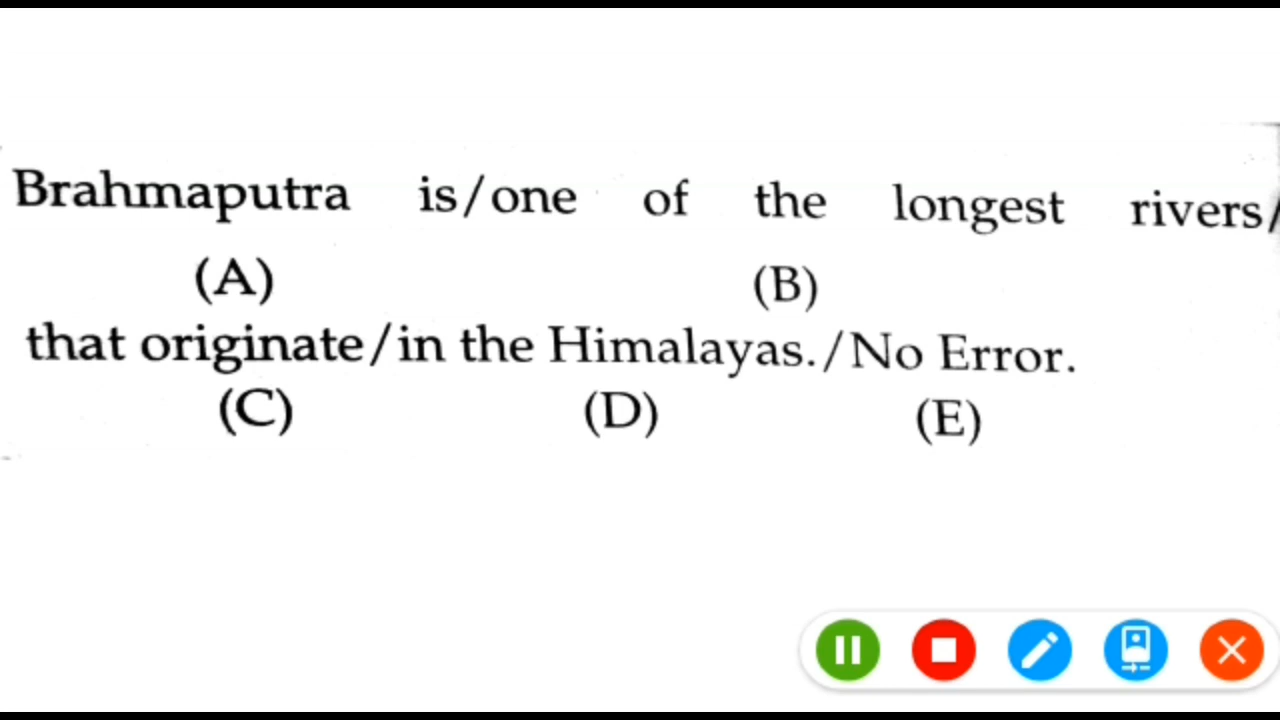 Brahmaputra is/one of the longest rivers/
(A) (B)
that originate/in the Himalayas./No Error.
(C) (D) (E)